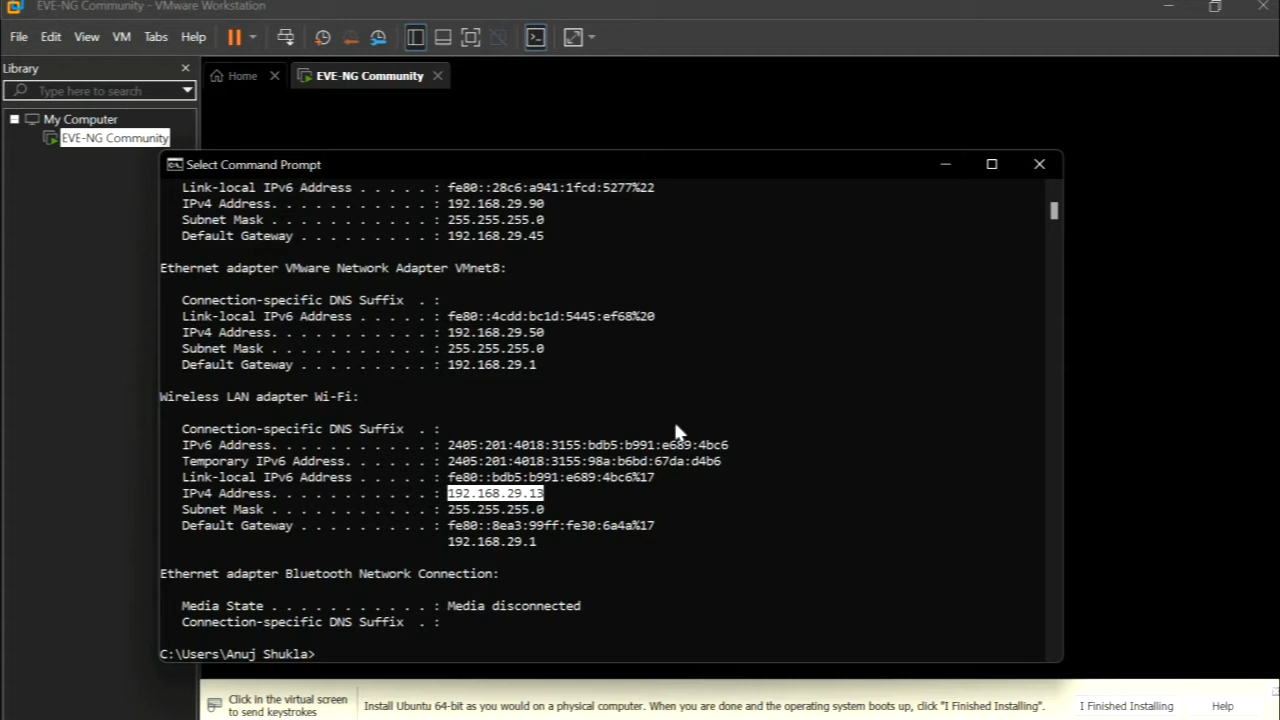 EVE-NG Community - VMware Workstation
File Edit View VM Tabs Help
Library
Type here to search
Home
EVE-NG Community
My Computer
EVE-NG Community
Select Command Prompt
Link-local IPv6 Address . . . . . : fe80::28c6:a941:1fcd:5277%22
IPv4 Address. . . . . . . . . . . : 192.168.29.90
Subnet Mask . . . . . . . . . . . : 255.255.255.0
Default Gateway . . . . . . . . . : 192.168.29.45
Ethernet adapter VMware Network Adapter VMnet8:
Connection-specific DNS Suffix  . :
Link-local IPv6 Address . . . . . : fe80::4cdd:bc1d:5445:ef68%20
IPv4 Address. . . . . . . . . . . : 192.168.29.50
Subnet Mask . . . . . . . . . . . : 255.255.255.0
Default Gateway . . . . . . . . . : 192.168.29.1
Wireless LAN adapter Wi-Fi:
Connection-specific DNS Suffix  . :
IPv6 Address. . . . . . . . . . . : 2405:201:4018:3155:bdb5:b991:e689:4bc6
Temporary IPv6 Address. . . . . . : 2405:201:4018:3155:98a:b6bd:67da:d4b6
Link-local IPv6 Address . . . . . : fe80::bdb5:b991:e689:4bc6%17
IPv4 Address. . . . . . . . . . . : 192.168.29.13
Subnet Mask . . . . . . . . . . . : 255.255.255.0
Default Gateway . . . . . . . . . : fe80::8ea3:99ff:fe30:6a4a%17
192.168.29.1
Ethernet adapter Bluetooth Network Connection:
Media State . . . . . . . . . . . : Media disconnected
Connection-specific DNS Suffix  . :
C:\Users\Anuj Shukla>
Click in the virtual screen
to send keystrokes
Install Ubuntu 64-bit as you would on a physical computer. When you are done and the operating system boots up, click "I Finished Installing".
I Finished Installing
Help